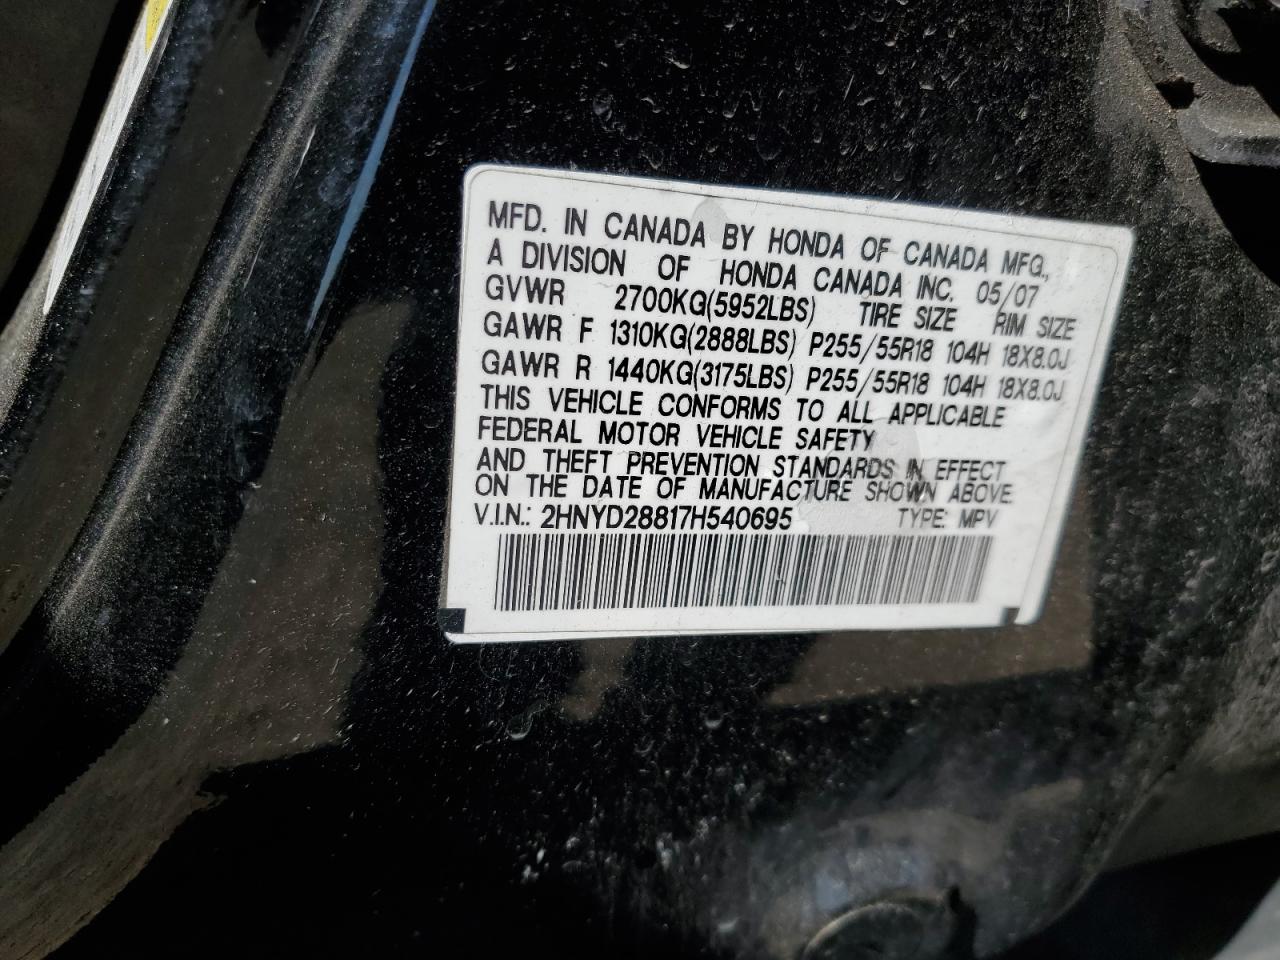 MFD. IN CANADA BY HONDA OF CANADA MFG.,
A DIVISION OF HONDA CANADA INC. 05/07
GVWR 2700KG(5952LBS) TIRE SIZE RIM SIZE
GAWR F 1310KG(2888LBS) P255/55R18 104H 18X8.0J
GAWR R 1440KG(3175LBS) P255/55R18 104H 18X8.0J
THIS VEHICLE CONFORMS TO ALL APPLICABLE
FEDERAL MOTOR VEHICLE SAFETY
AND THEFT PREVENTION STANDARDS IN EFFECT
ON THE DATE OF MANUFACTURE SHOWN ABOVE
V.I.N.: 2HNYD28817H540695 TYPE: MPV